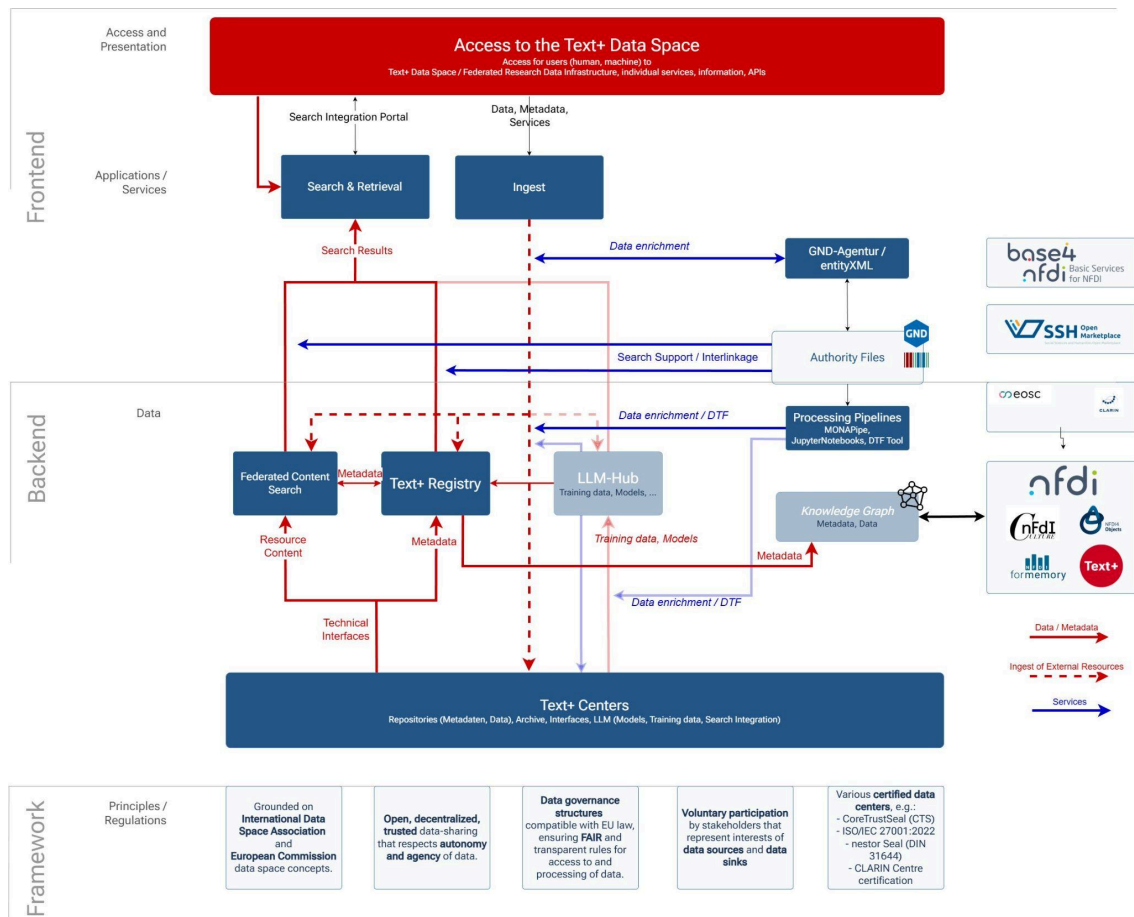 Access and
Presentation
Access to the Text+ Data Space
Access for users (human, machine) to
Text+ Data Space / Federated Research Data Infrastructure, individual services, information, APIs
Frontend
Search Integration Portal
Data, Metadata,
Services
Applications /
Services
Search & Retrieval
Ingest
Search Results
Data enrichment
GND-Agentur /
entityXML
base4
nfdi
Basic Services
for NFDI
GND
SSH Open
Marketplace
Search Support / Interlinkage
Authority Files
Backend
Data
Data enrichment / DTF
Processing Pipelines
MONAPipe,
JupyterNotebooks, DTF Tool
eosc
CLARIN
Federated Content
Search
Metadata
Text+ Registry
LLM-Hub
Training data, Models, ...
Knowledge Graph
Metadata, Data
nfdi
CnfdI
CULTURE
NFDI4
Objects
Resource
Content
Metadata
Training data, Models
Metadata
formemory
Text+
Data enrichment / DTF
Technical
Interfaces
Data / Metadata
Ingest of External Resources
Services
Text+ Centers
Repositories (Metadaten, Data), Archive, Interfaces, LLM (Models, Training data, Search Integration)
Framework
Principles /
Regulations
Grounded on
International Data
Space Association
and
European Commission
data space concepts.
Open, decentralized,
trusted data-sharing
that respects autonomy
and agency of data.
Data governance
structures
compatible with EU law,
ensuring FAIR and
transparent rules for
access to and
processing of data.
Voluntary participation
by stakeholders that
represent interests of
data sources and data
sinks
Various certified data
centers, e.g.:
- CoreTrustSeal (CTS)
- ISO/IEC 27001:2022
- nestor Seal (DIN
31644)
- CLARIN Centre
certification